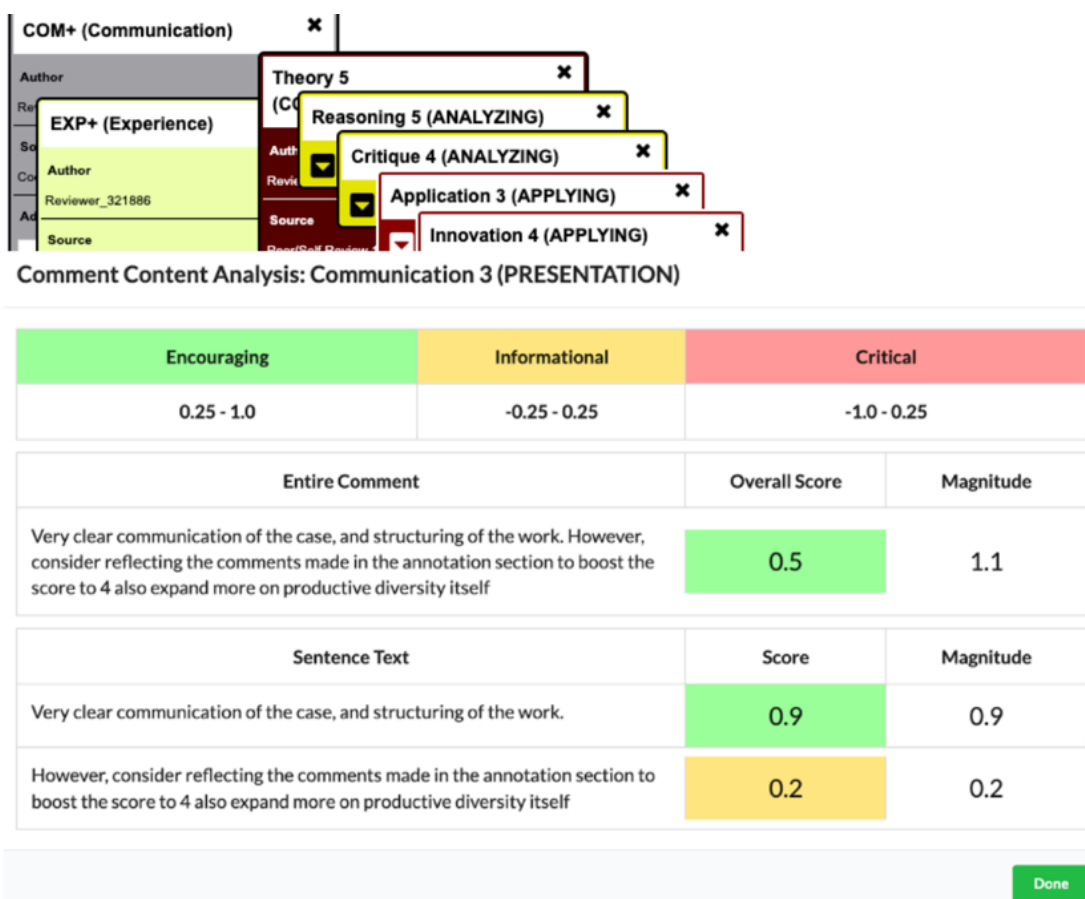 COM+ (Communication) ✖
Author
EXP+ (Experience)
Author
Reviewer_321886
Source
Theory 5 ✖
Source
Reasoning 5 (ANALYZING) ✖
Critique 4 (ANALYZING) ✖
Application 3 (APPLYING) ✖
Innovation 4 (APPLYING) ✖
Comment Content Analysis: Communication 3 (PRESENTATION)
Encouraging Informational Critical
0.25 - 1.0 -0.25 - 0.25 -1.0 - 0.25
Entire Comment Overall Score Magnitude
Very clear communication of the case, and structuring of the work. However,
consider reflecting the comments made in the annotation section to boost the
score to 4 also expand more on productive diversity itself
0.5 1.1
Sentence Text Score Magnitude
Very clear communication of the case, and structuring of the work. 0.9 0.9
However, consider reflecting the comments made in the annotation section to
boost the score to 4 also expand more on productive diversity itself
0.2 0.2
Done